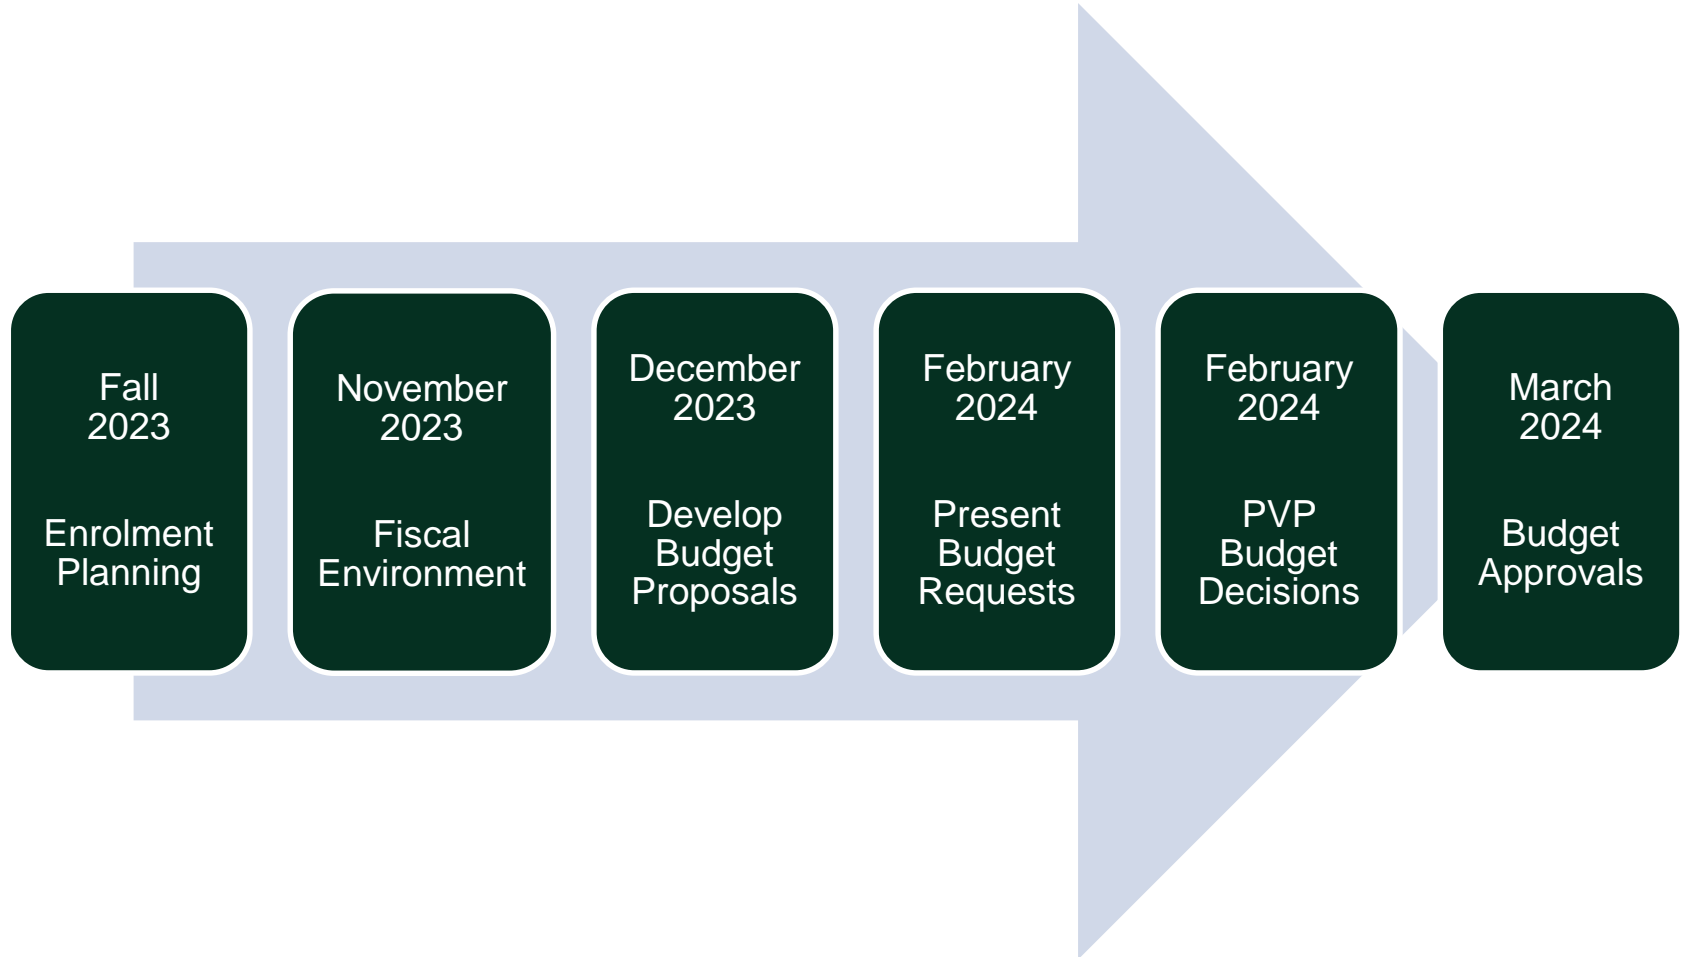 Fall
2023
Enrolment
Planning
November
2023
Fiscal
Environment
December
2023
Develop
Budget
Proposals
February
2024
Present
Budget
Requests
February
2024
PVP
Budget
Decisions
March
2024
Budget
Approvals